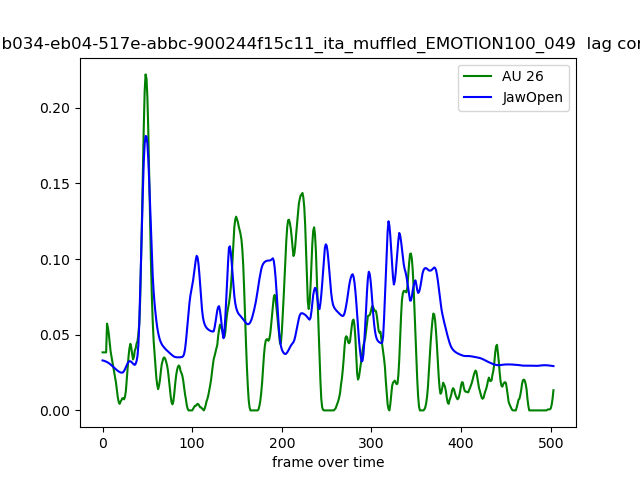 b034-eb04-517e-abbc-900244f15c11_ita_muffled_EMOTION100_049 lag cor
AU 26
JawOpen
0.20
0.15
0.10
0.05
0.00
0 100 200 300 400 500
frame over time